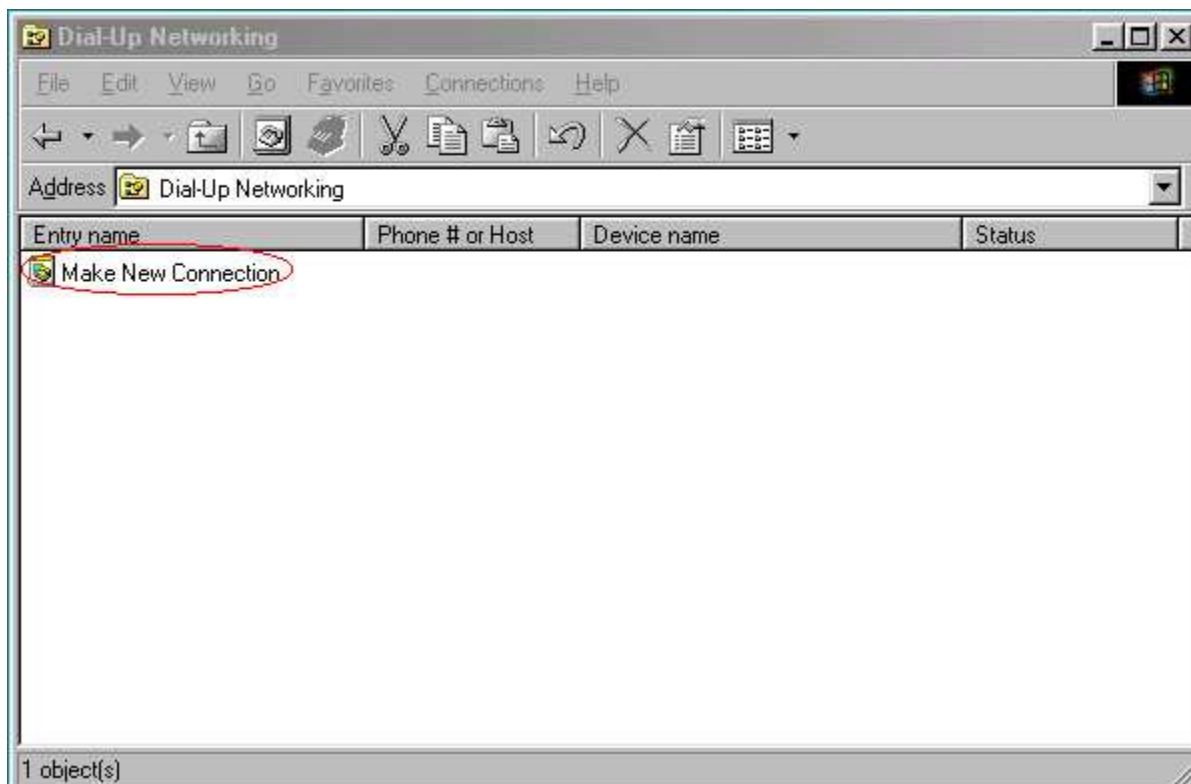 Dial-Up Networking
File Edit View Go Favorites Connections Help
Address Dial-Up Networking
Entry name Phone # or Host Device name Status
Make New Connection
1 object(s)